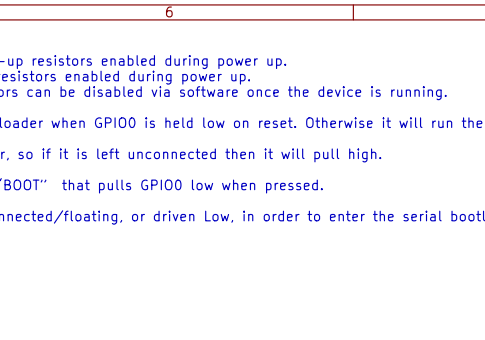 6
-up resistors enabled during power up.
resistors enabled during power up.
ors can be disabled via software once the device is running.
loader when GPIO0 is held low on reset. Otherwise it will run the
r, so if it is left unconnected then it will pull high.
"BOOT" that pulls GPIO0 low when pressed.
nnected/floating, or driven Low, in order to enter the serial bootl